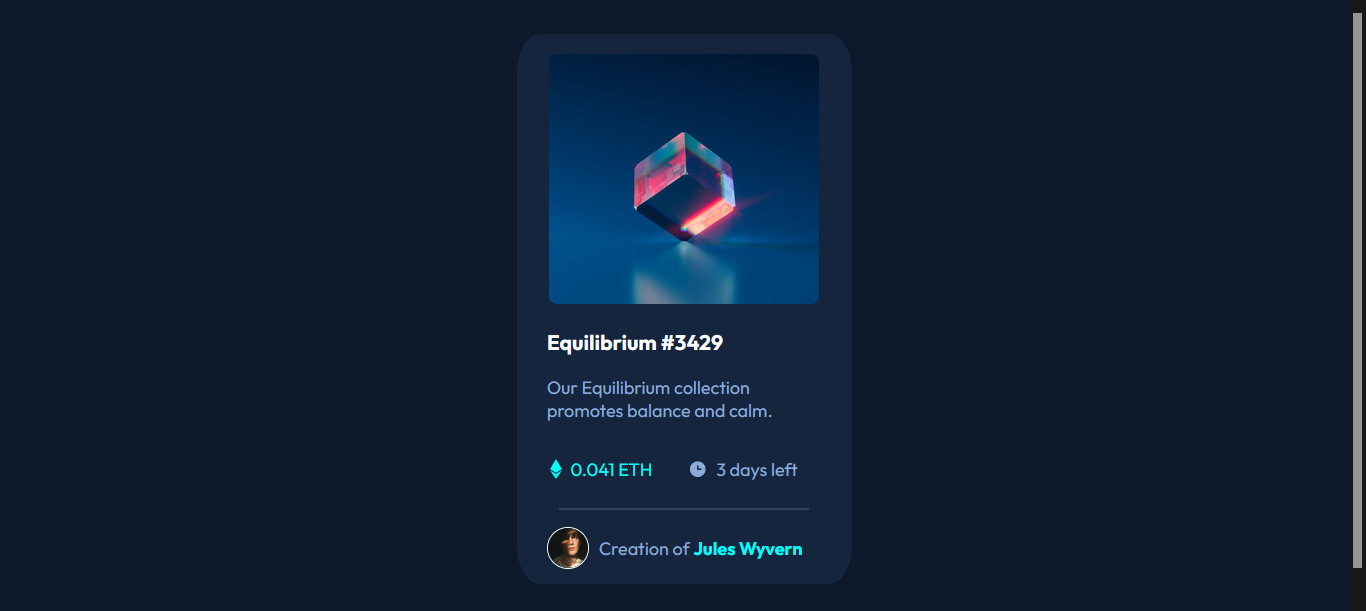 Equilibrium #3429
Our Equilibrium collection
promotes balance and calm.
0.041 ETH 3 days left
Creation of Jules Wyvern